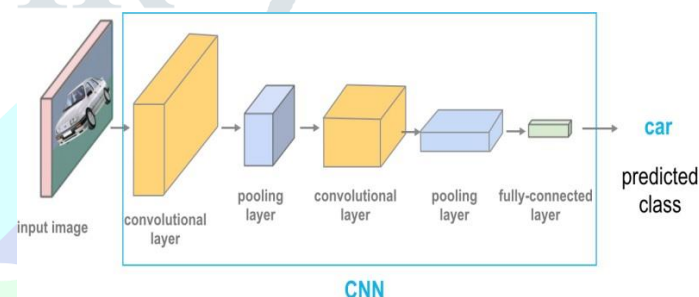 car
predicted
class
pooling
layer
convolutional
layer
pooling
layer
fully-connected
layer
input image
convolutional
layer
CNN